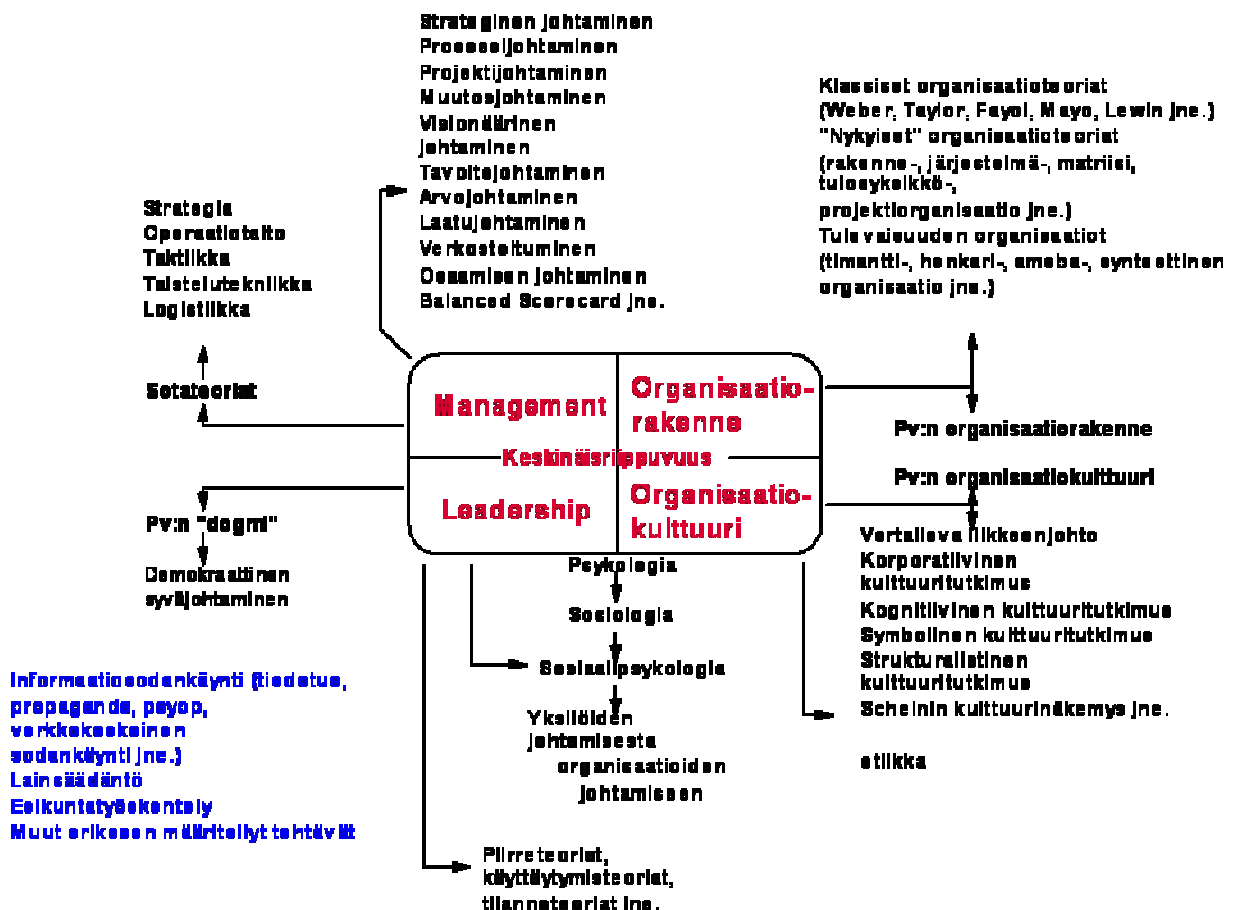 Strateginen johtaminen
Prosessijohtaminen
Projektijohtaminen
Muutosjohtaminen
Visionäärinen
johtaminen
Tavoitejohtaminen
Arvojohtaminen
Laatujohtaminen
Verkostoituminen
Osaamisen johtaminen
Balanced Scorecard jne.
Klassiset organisaatioteoriat
(Weber, Taylor, Fayol, Mayo, Lewin jne.)
"Nykyiset" organisaatioteoriat
(rakenne-, järjestelmä-, matriisi,
tulosyksikkö-,
projektiorganisaatio jne.)
Tulevaisuuden organisaatiot
(timantti-, henkari-, ameba-, synteettinen
organisaatio jne.)
Strategia
Operaatiotaito
Taktiikka
Taistelutekniikka
Logistiikka
Sotateoriat
Management
Organisaatio-
rakenne
Keskinäisriippuvuus
Leadership
Organisaatio-
kulttuuri
Pv:n organisaatiorakenne
Pv:n organisaatiokulttuuri
Pv:n "dogmi"
Demokraattinen
syväjohtaminen
Psykologia
Sosiologia
Sosiaalipsykologia
Yksilöiden
johtamisesta
organisaatioiden
johtamiseen
Vertaileva liikkeenjohto
Korporatiivinen
kulttuuritutkimus
Kognitiivinen kulttuuritutkimus
Symbolinen kulttuuritutkimus
Strukturalistinen
kulttuuritutkimus
Scheinin kulttuurinäkemys jne.
etiikka
Informaatiosodankäynti (tiedotus,
propaganda, psyop,
verkkokeskeinen
sodankäynti jne.)
Lainsäädäntö
Esikuntatyöskentely
Muut erikseen määritellyt tehtävät
Piirreteoriat,
käyttäytymisteoriat,
tilanneteoriat jne.